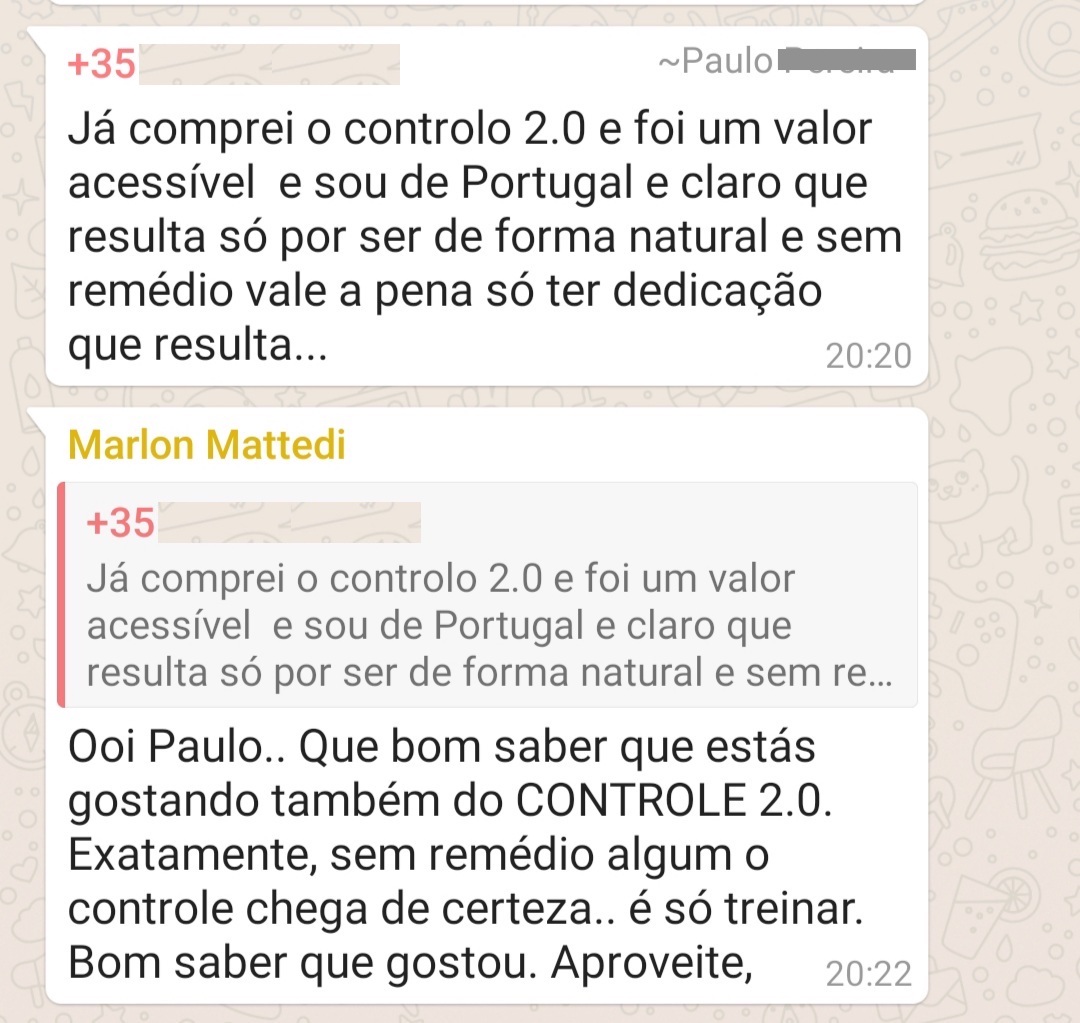 +35
~Paulo
Já comprei o controlo 2.0 e foi um valor
acessível e sou de Portugal e claro que
resulta só por ser de forma natural e sem
remédio vale a pena só ter dedicação
que resulta...
20:20
Marlon Mattedi
+35
Já comprei o controlo 2.0 e foi um valor
acessível e sou de Portugal e claro que
resulta só por ser de forma natural e sem re...
Ooi Paulo.. Que bom saber que estás
gostando também do CONTROLE 2.0.
Exatamente, sem remédio algum o
controle chega de certeza.. é só treinar.
Bom saber que gostou. Aproveite,
20:22